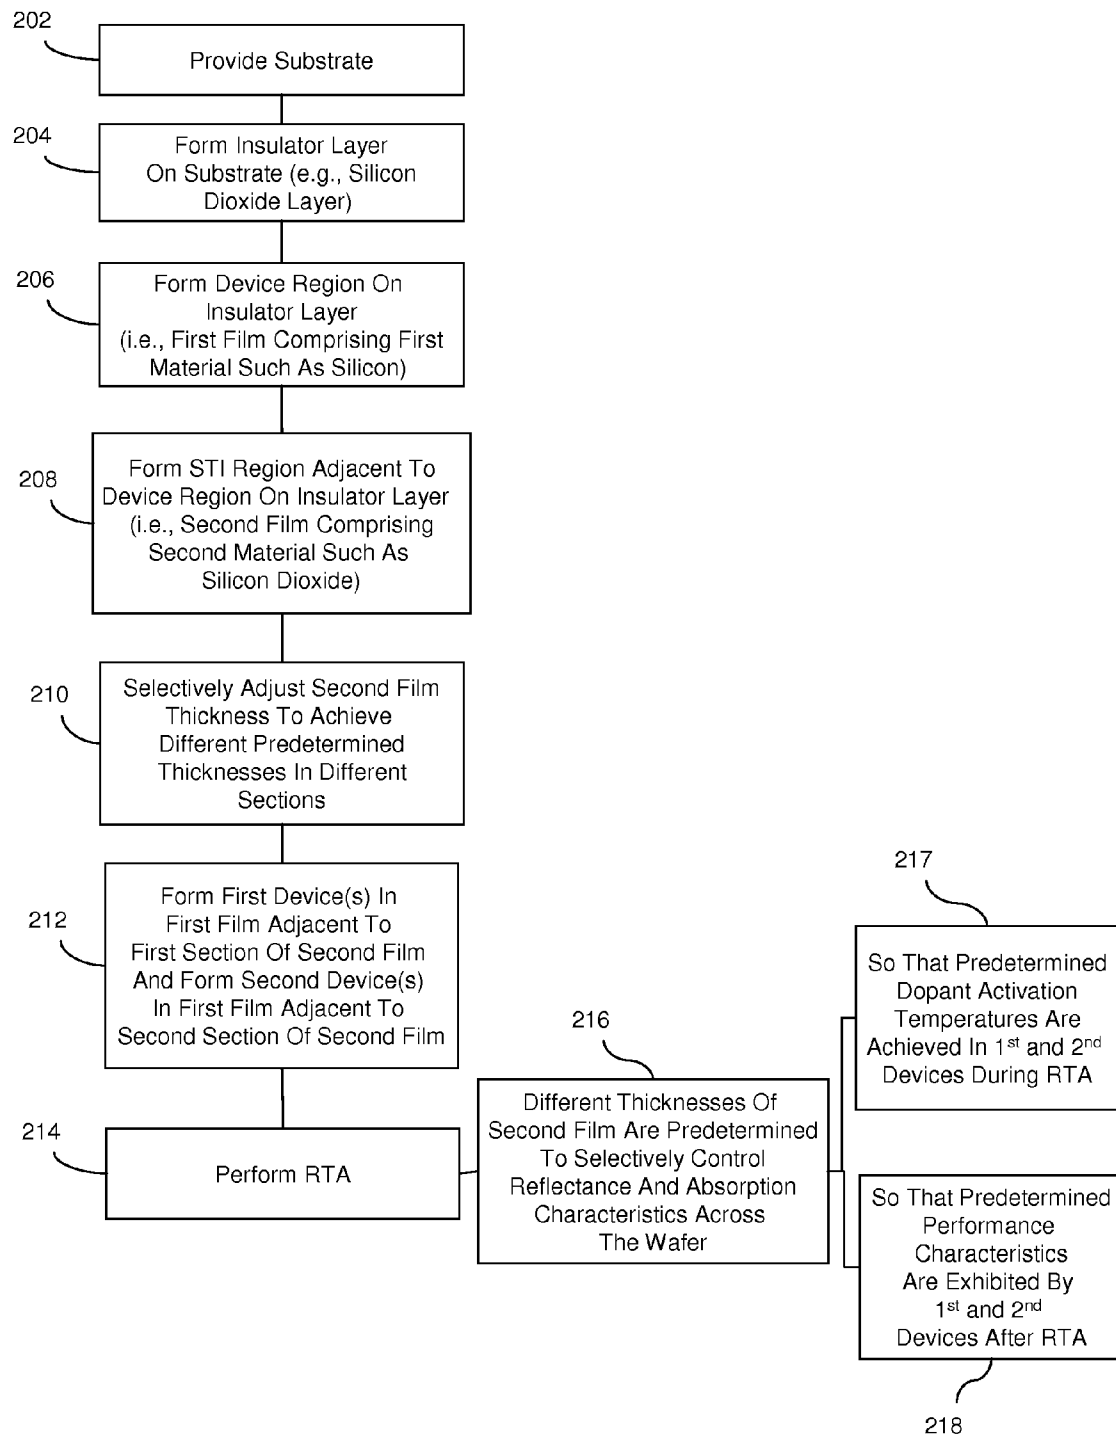 202
Provide Substrate
204
Form Insulator Layer
On Substrate (e.g., Silicon
Dioxide Layer)
206
Form Device Region On
Insulator Layer
(i.e., First Film Comprising First
Material Such As Silicon)
208
Form STI Region Adjacent To
Device Region On Insulator Layer
(i.e., Second Film Comprising
Second Material Such As
Silicon Dioxide)
210
Selectively Adjust Second Film
Thickness To Achieve
Different Predetermined
Thicknesses In Different
Sections
212
Form First Device(s) In
First Film Adjacent To
First Section Of Second Film
And Form Second Device(s)
In First Film Adjacent To
Second Section Of Second Film
214
Perform RTA
216
Different Thicknesses Of
Second Film Are Predetermined
To Selectively Control
Reflectance And Absorption
Characteristics Across
The Wafer
217
So That Predetermined
Dopant Activation
Temperatures Are
Achieved In 1st and 2nd
Devices During RTA
So That Predetermined
Performance
Characteristics
Are Exhibited By
1st and 2nd
Devices After RTA
218